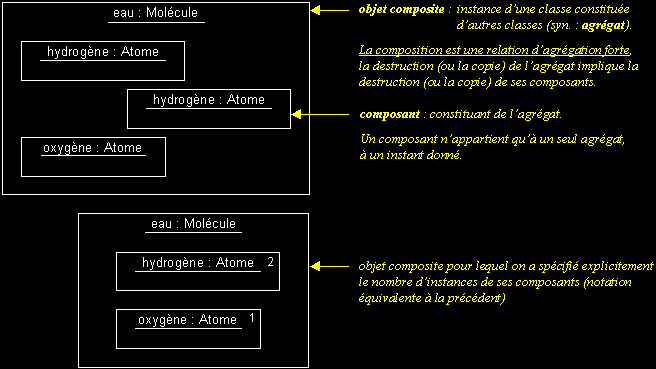 eau : Molécule
hydrogène : Atome
hydrogène : Atome
oxygène : Atome
objet composite : instance d'une classe constituée
d'autres classes (syn. : agrégat).
La composition est une relation d'agrégation forte,
la destruction (ou la copie) de l'agrégat implique la
destruction (ou la copie) de ses composants.
composant : constituant de l'agrégat.
Un composant n'appartient qu'à un seul agrégat,
à un instant donné.
eau : Molécule
hydrogène : Atome 2
oxygène : Atome 1
objet composite pour lequel on a spécifié explicitement
le nombre d'instances de ses composants (notation
équivalente à la précédent)